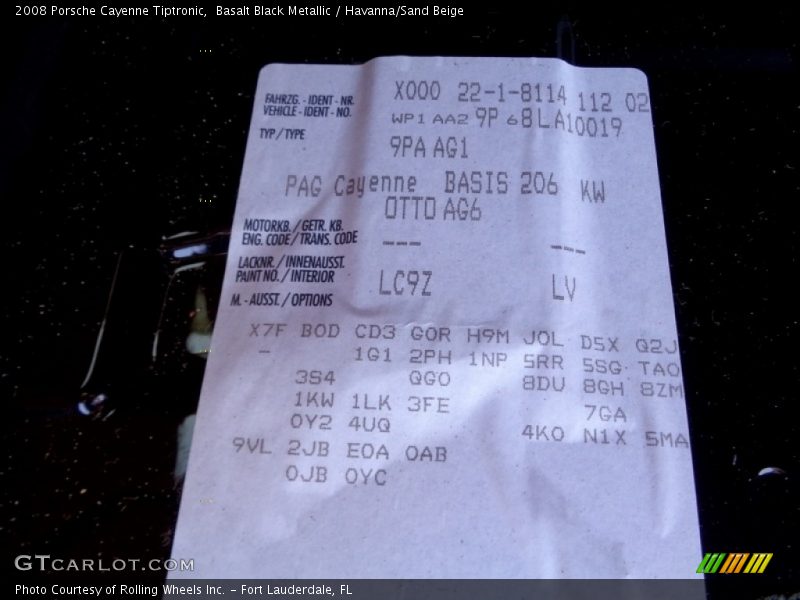 2008 Porsche Cayenne Tiptronic,  Basalt Black Metallic / Havanna/Sand Beige
X000 22-1-8114 112 02
FAHRZG. - IDENT - NR.
VEHICLE - IDENT - NO.
WP1 AA2 9P 68LA10019
TYP / TYPE
9PA AG1
PAG Cayenne BASIS 206 KW
OTTO AG6
MOTORKB. / GETR. KB.
ENG. CODE / TRANS. CODE
--- ---
LACKNR. / INNENAUSST.
PAINT NO. / INTERIOR
LC9Z LV
M. - AUSST. / OPTIONS
X7F B0D CD3 G0R H9M J0L D5X Q2J
– 1G1 2PH 1NP 5RR 5SG TA0
3S4 QG0 8DU 8GH 8ZM
1KW 1LK 3FE 7GA
0Y2 4UQ 4K0 N1X 5MA
9VL 2JB E0A 0AB
0JB 0YC
GTCARLOT.COM
Photo Courtesy of Rolling Wheels Inc. – Fort Lauderdale, FL